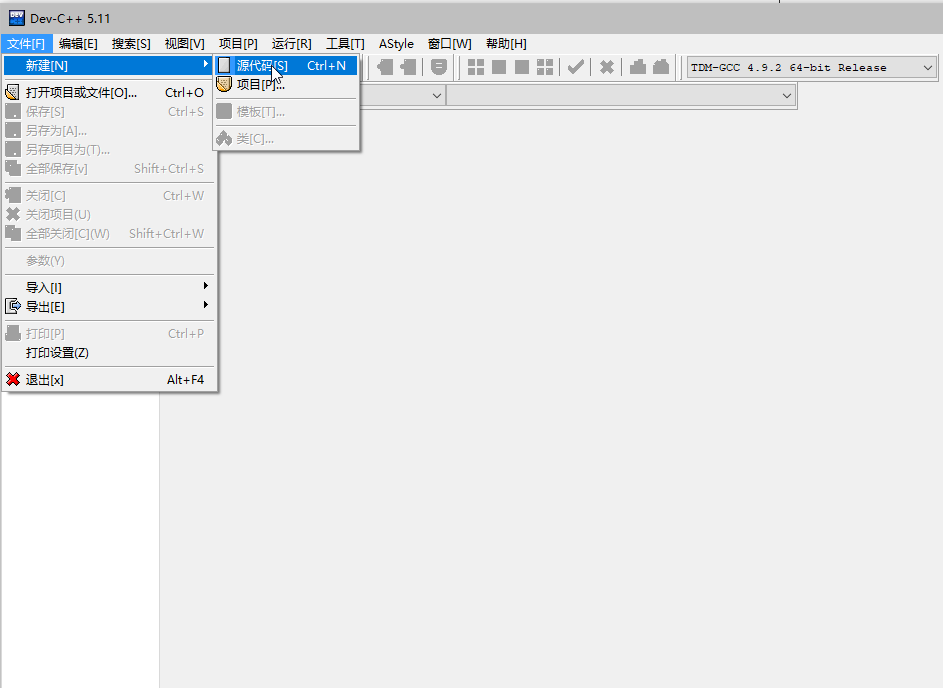 Dev-C++ 5.11
文件[F] 编辑[E] 搜索[S] 视图[V] 项目[P] 运行[R] 工具[T] AStyle 窗口[W] 帮助[H]
新建[N]
源代码[S] Ctrl+N
TDM-GCC 4.9.2 64-bit Release
项目[P]...
打开项目或文件[O]... Ctrl+O
保存[S] Ctrl+S
模板[T]...
另存为[A]...
类[C]...
另存项目为(T)...
全部保存[v] Shift+Ctrl+S
关闭[C] Ctrl+W
关闭项目(U)
全部关闭[C](W) Shift+Ctrl+W
参数(Y)
导入[I]
导出[E]
打印[P] Ctrl+P
打印设置(Z)
退出[x] Alt+F4